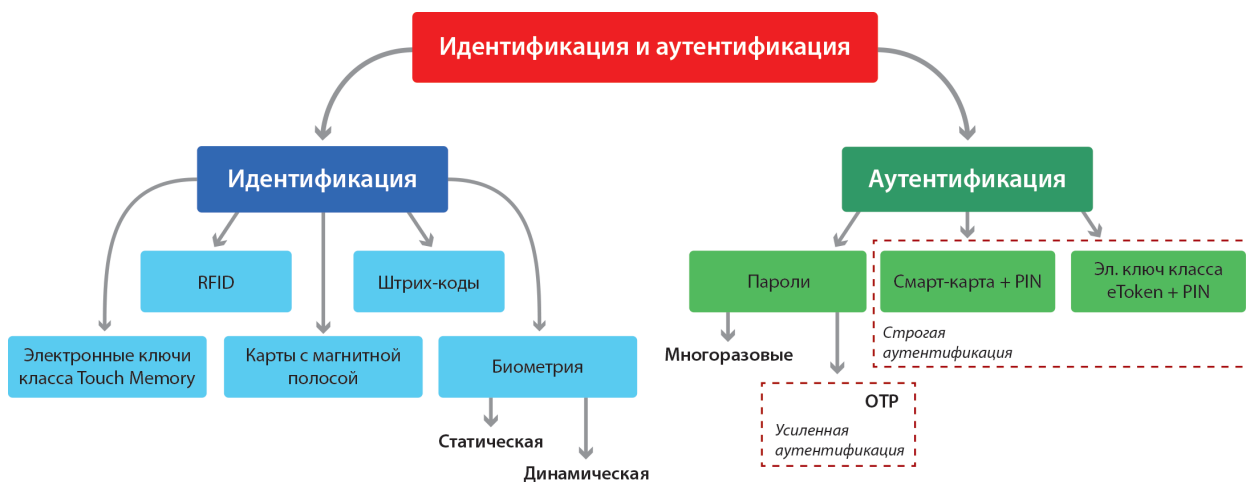 Идентификация и аутентификация
Идентификация
Аутентификация
RFID
Штрих-коды
Пароли
Смарт-карта + PIN
Эл. ключ класса
eToken + PIN
Электронные ключи
класса Touch Memory
Карты с магнитной
полосой
Биометрия
Многоразовые
Строгая
аутентификация
OTP
Усиленная
аутентификация
Статическая
Динамическая